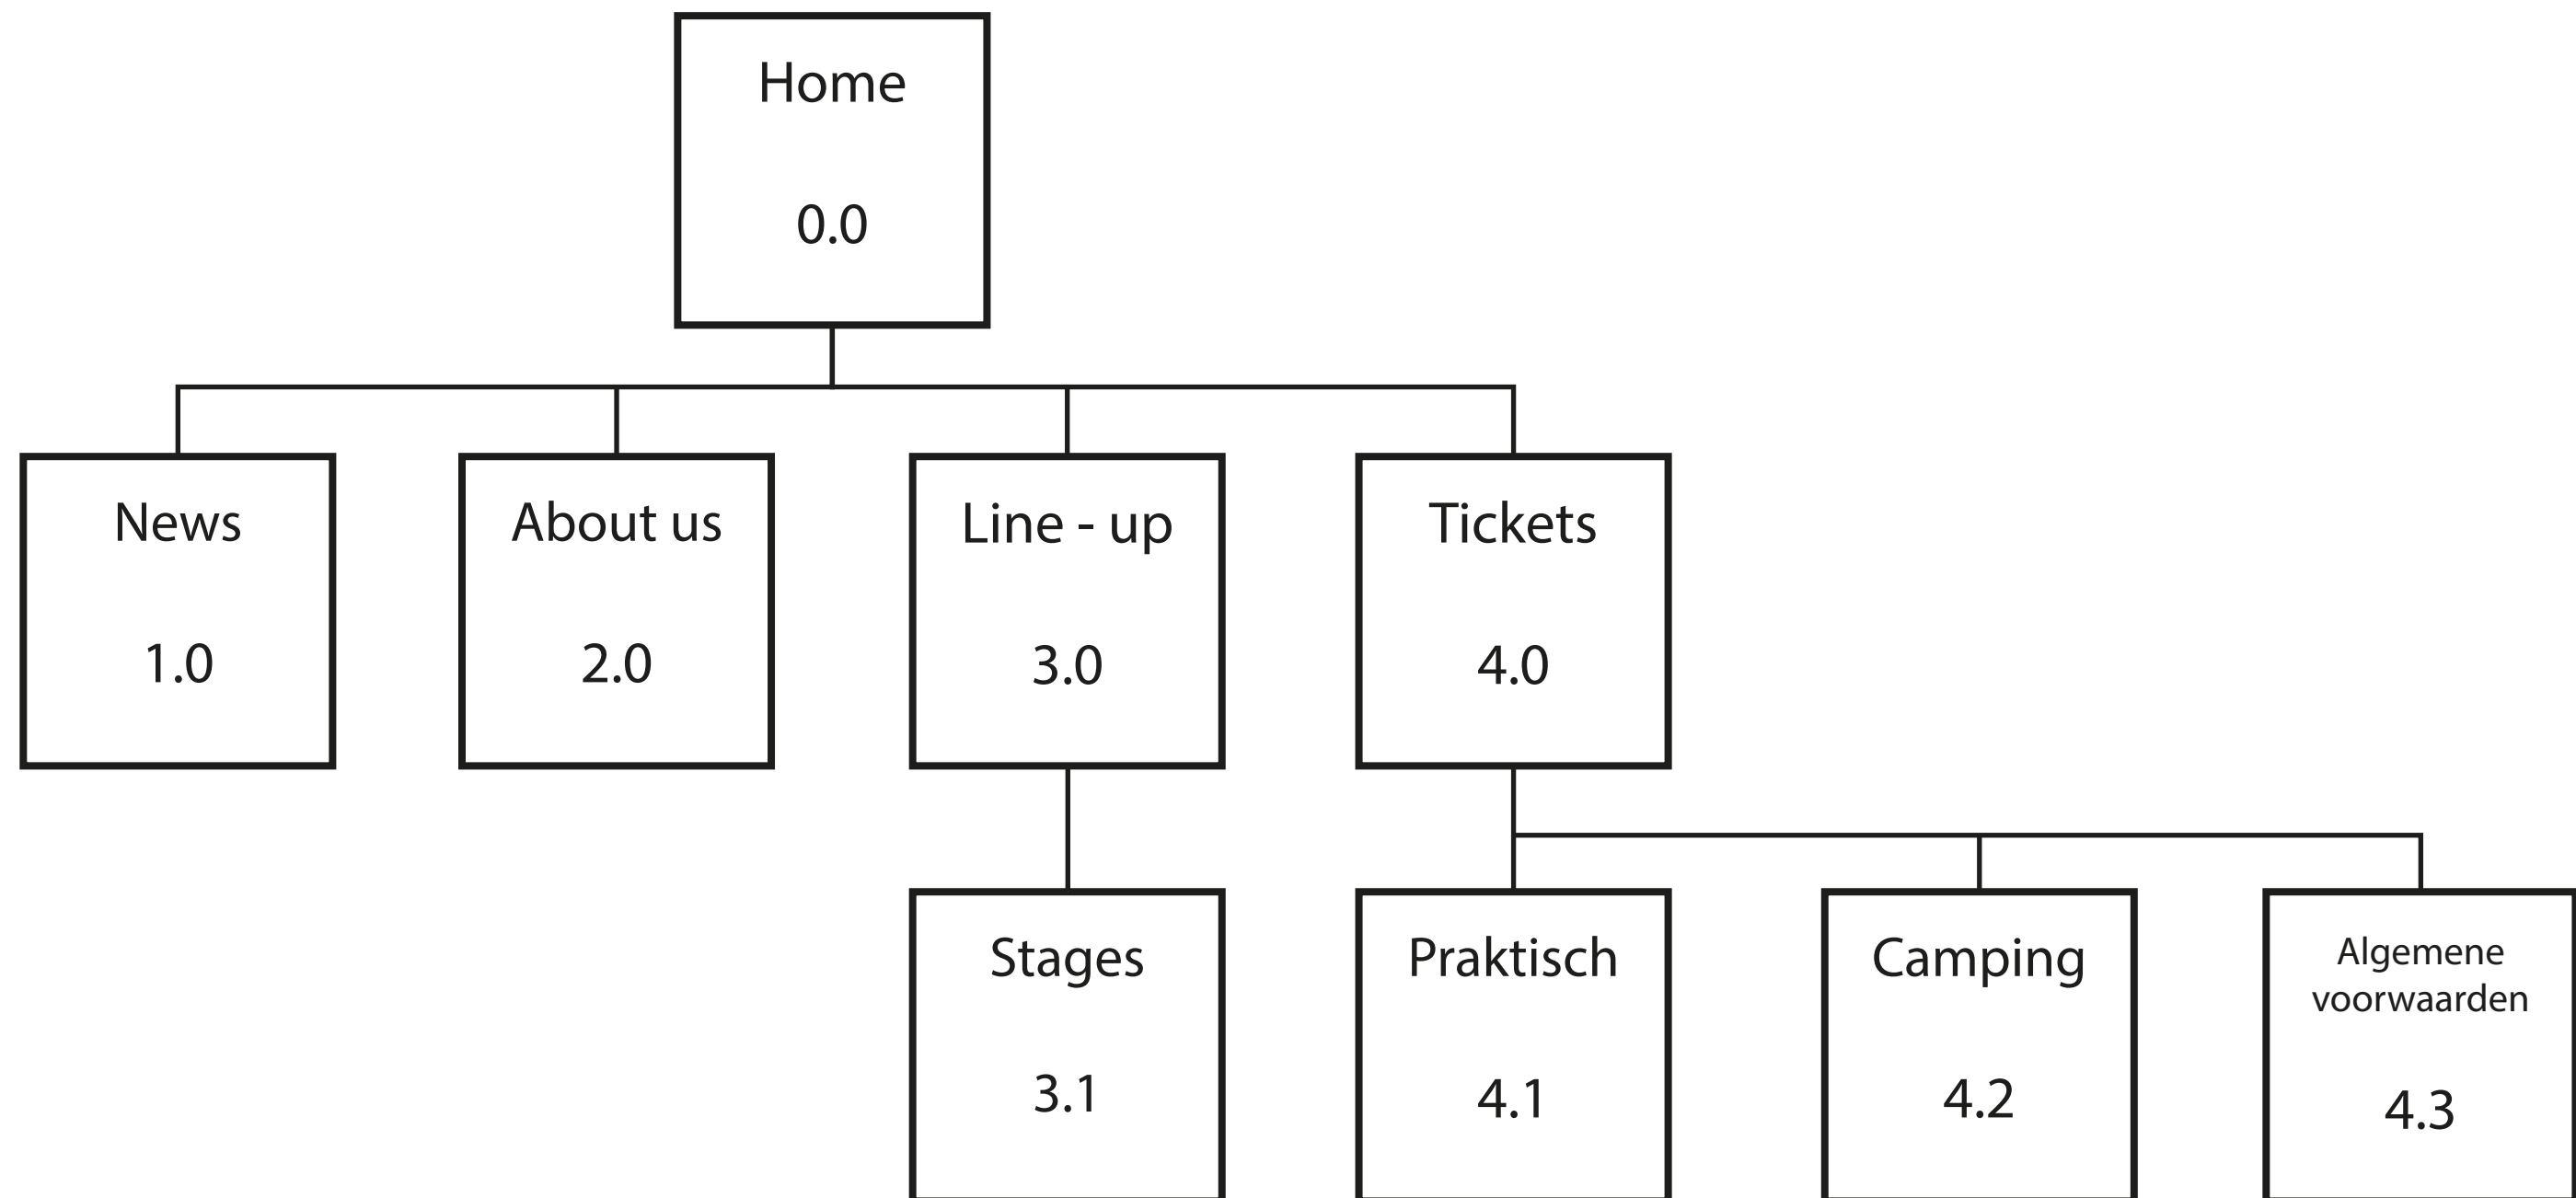 Home
0.0
News
1.0
About us
2.0
Line - up
3.0
Tickets
4.0
Stages
3.1
Praktisch
4.1
Camping
4.2
Algemene
voorwaarden
4.3